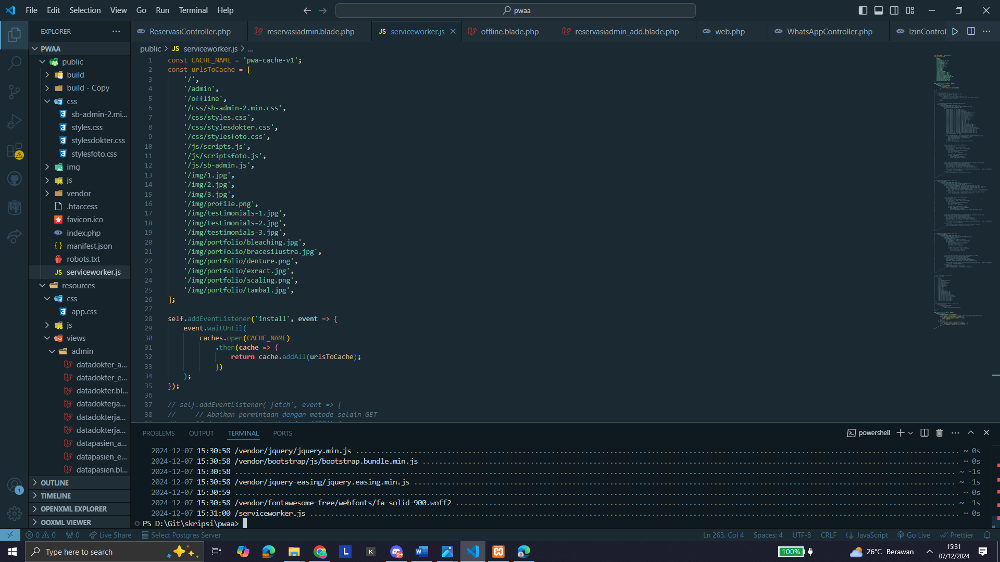 File Edit Selection View Go Run Terminal Help
pwaa
EXPLORER
ReservasiController.php
reservasiadmin.blade.php
JS serviceworker.js
offline.blade.php
reservasiadmin_add.blade.php
web.php
WhatsAppController.php
IzinControl
PWAA
public
build
build - Copy
css
sb-admin-2.mi...
styles.css
stylesdokter.css
stylesfoto.css
img
js
vendor
.htaccess
favicon.ico
index.php
manifest.json
robots.txt
JS serviceworker.js
resources
css
app.css
js
views
admin
datadokter_a...
datadokter_e...
datadokter.bl...
datadokterja...
datadokterja...
datadokterja...
datapasien_a...
datapasien_e...
datapasien.bl...
OUTLINE
TIMELINE
OPENXML EXPLORER
OOXML VIEWER
public > JS serviceworker.js > ...
1 const CACHE_NAME = 'pwa-cache-v1';
2 const urlsToCache = [
3 '/',
4 '/admin',
5 '/offline',
6 '/css/sb-admin-2.min.css',
7 '/css/styles.css',
8 '/css/stylesdokter.css',
9 '/css/stylesfoto.css',
10 '/js/scripts.js',
11 '/js/scriptsfoto.js',
12 '/js/sb-admin.js',
13 '/img/1.jpg',
14 '/img/2.jpg',
15 '/img/3.jpg',
16 '/img/profile.png',
17 '/img/testimonials-1.jpg',
18 '/img/testimonials-2.jpg',
19 '/img/testimonials-3.jpg',
20 '/img/portfolio/bleaching.jpg',
21 '/img/portfolio/bracesilustra.jpg',
22 '/img/portfolio/denture.png',
23 '/img/portfolio/exract.jpg',
24 '/img/portfolio/scaling.png',
25 '/img/portfolio/tambal.jpg',
26 ];
27
28 self.addEventListener('install', event => {
29 event.waitUntil(
30 caches.open(CACHE_NAME)
31 .then(cache => {
32 return cache.addAll(urlsToCache);
33 })
34 );
35 });
36
37 // self.addEventListener('fetch', event => {
38 // // Abaikan permintaan dengan metode selain GET
PROBLEMS OUTPUT TERMINAL PORTS
powershell
2024-12-07 15:30:58 /vendor/jquery/jquery.min.js ~ 0s
2024-12-07 15:30:58 /vendor/bootstrap/js/bootstrap.bundle.min.js ~ 0s
2024-12-07 15:30:58 ~ -1s
2024-12-07 15:30:58 /vendor/jquery-easing/jquery.easing.min.js ~ -1s
2024-12-07 15:30:59 ~ 0s
2024-12-07 15:30:58 /vendor/fontawesome-free/webfonts/fa-solid-900.woff2 ~ -1s
2024-12-07 15:31:00 /serviceworker.js ~ 0s
PS D:\Git\skripsi\pwaa>
0 0 0 Live Share Select Postgres Server
Ln 263, Col 4 Spaces: 4 UTF-8 CRLF {} JavaScript Go Live Prettier
Type here to search
100%
26°C Berawan
15:31
07/12/2024